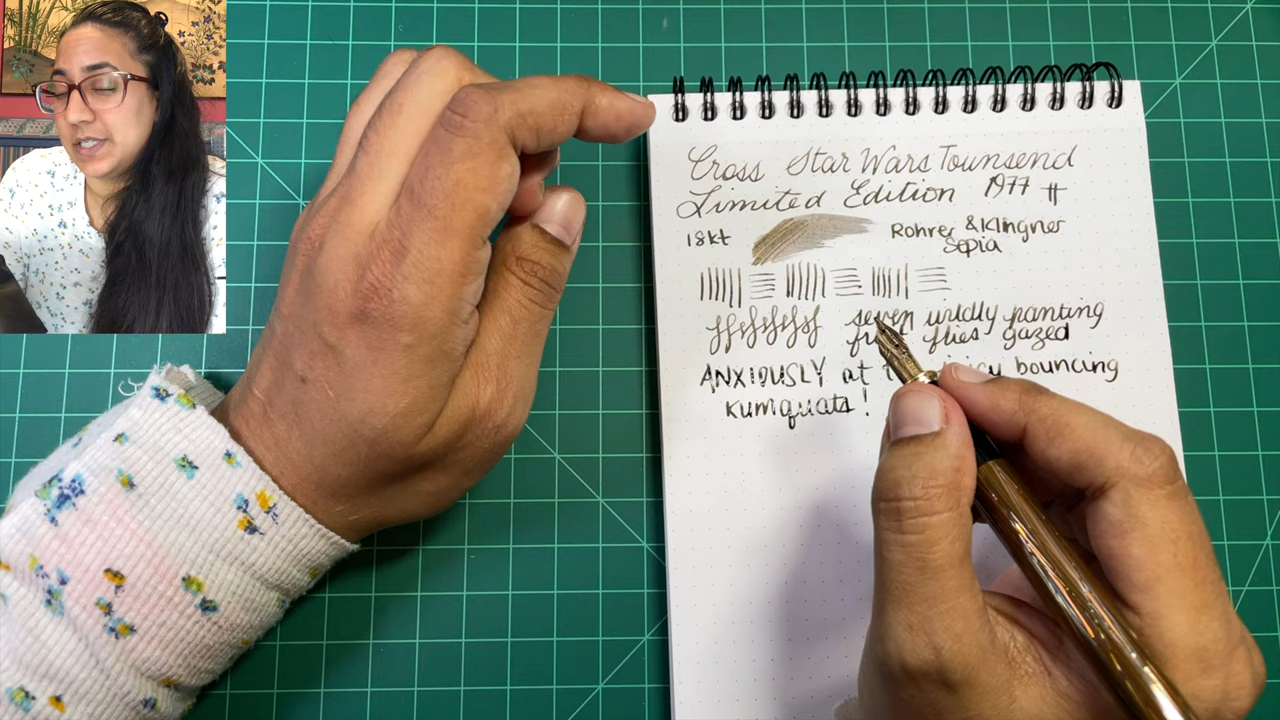 Cross Star Wars Townsend
Limited Edition 1977 #
18kt
Rohrer & Klingner
Sepia
seven wildly panting
fruit flies gazed
ANXIOUSLY at juicy bouncing
kumquats!